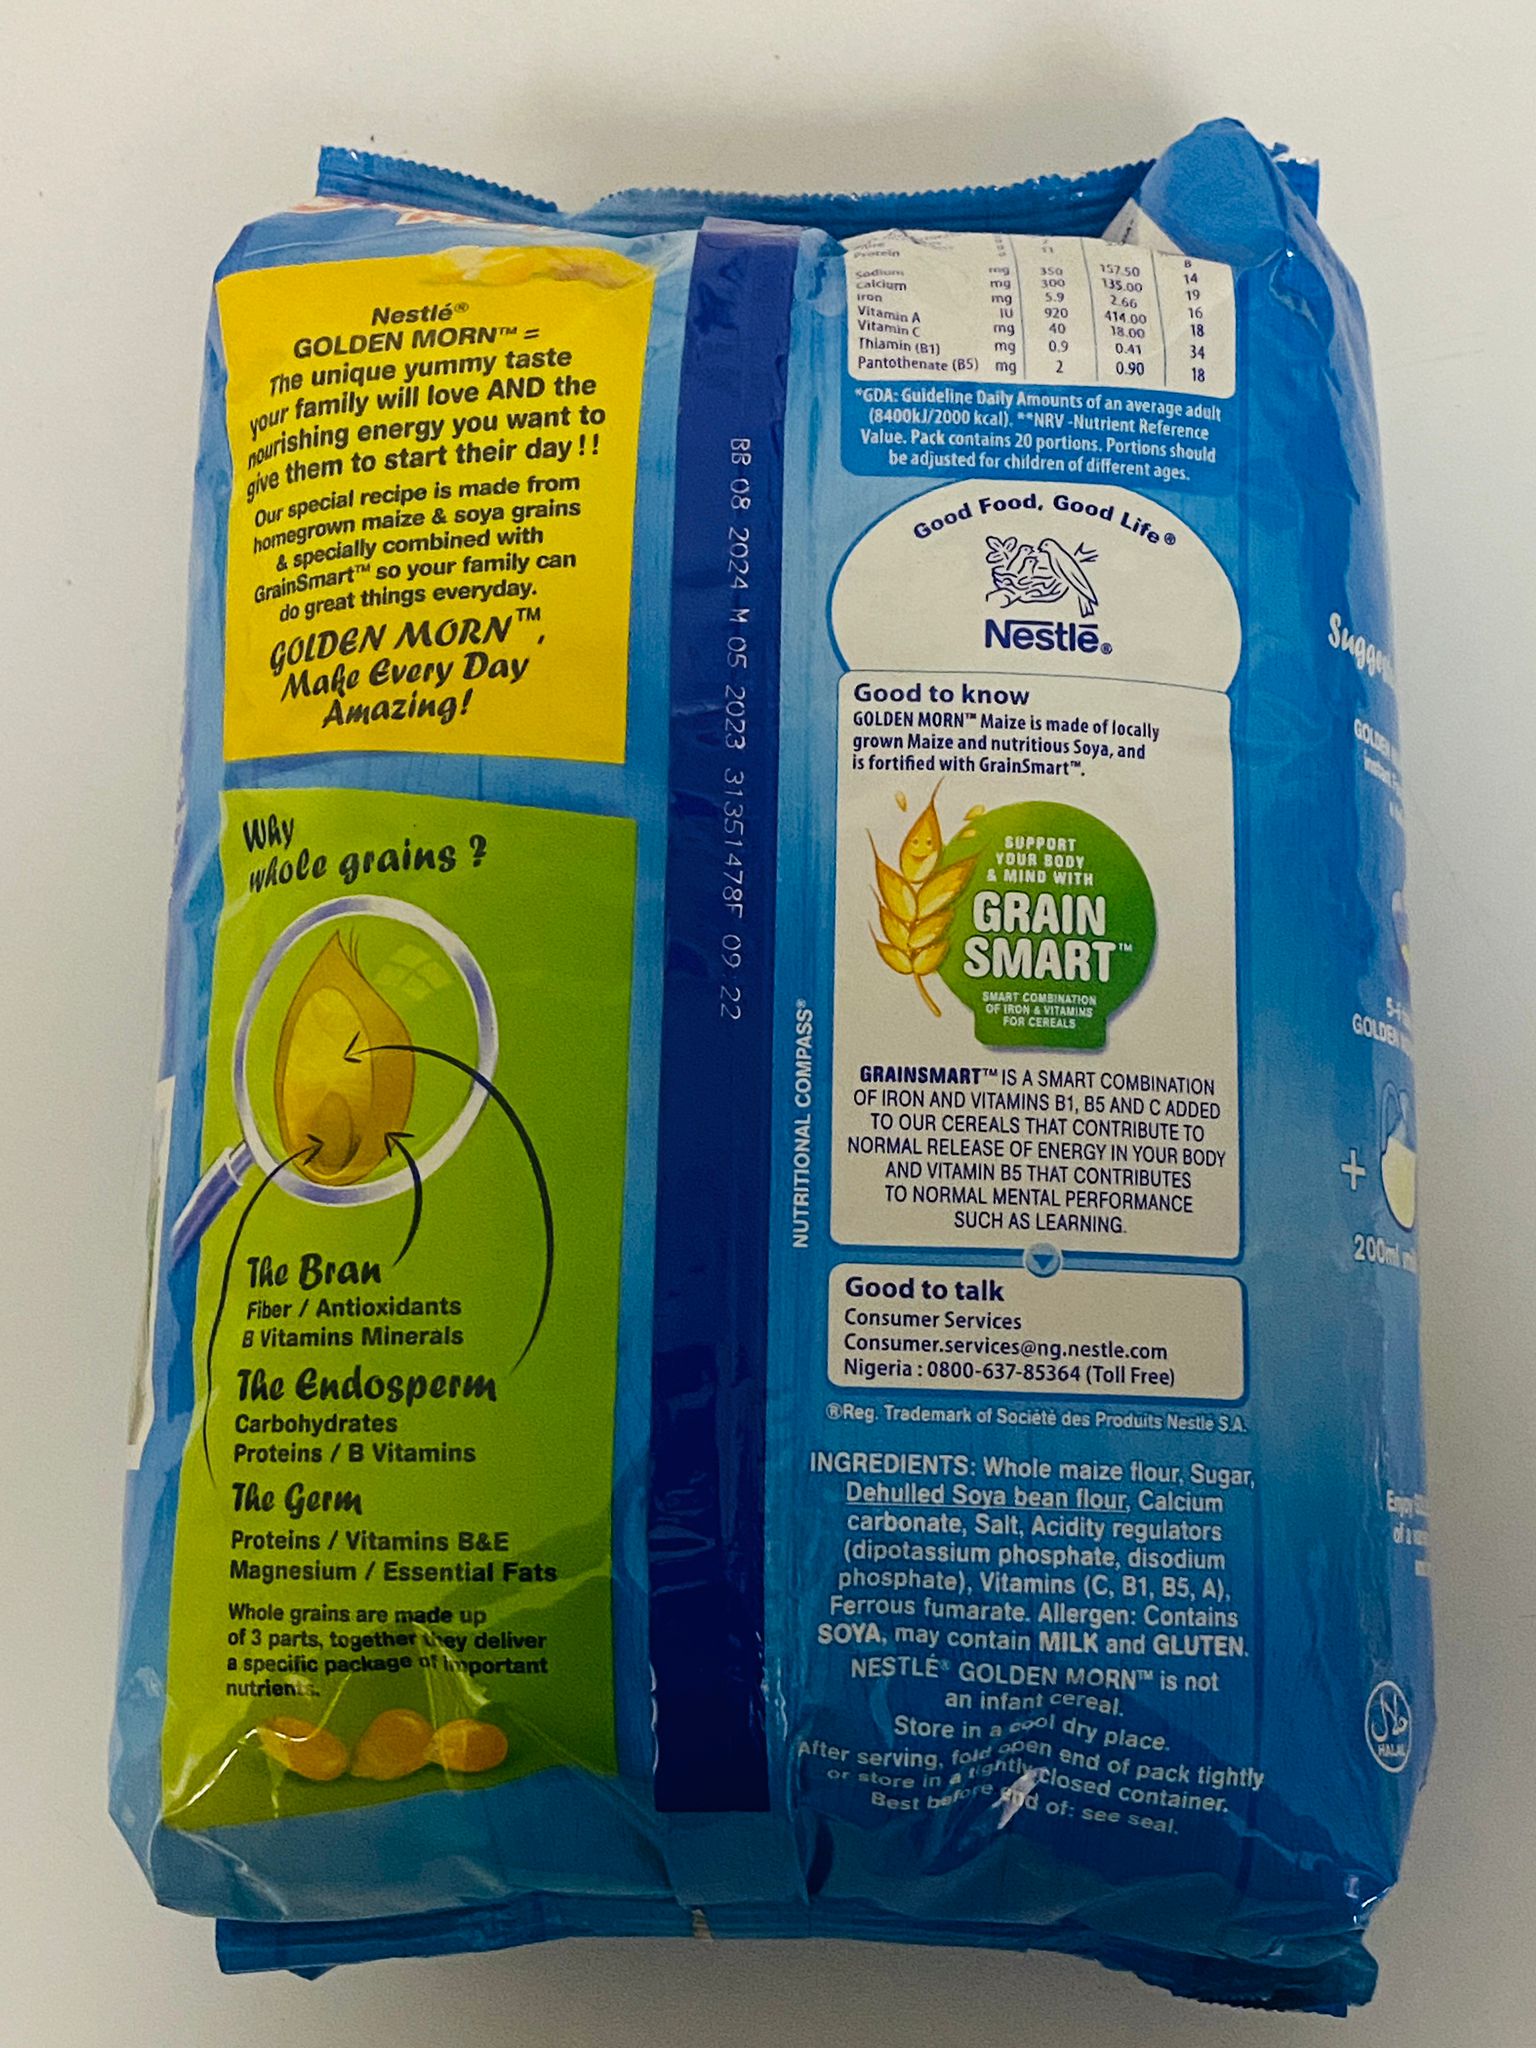 Nestlé®
GOLDEN MORN™ =
The unique yummy taste
your family will love AND the
nourishing energy you want to
give them to start their day!!
Our special recipe is made from
homegrown maize & soya grains
& specially combined with
GrainSmart™ so your family can
do great things everyday.
GOLDEN MORN™,
Make Every Day
Amazing!
Why
whole grains?
The Bran
Fiber / Antioxidants
B Vitamins Minerals
The Endosperm
Carbohydrates
Proteins / B Vitamins
The Germ
Proteins / Vitamins B&E
Magnesium / Essential Fats
Whole grains are made up
of 3 parts, together they deliver
a specific package of important
nutrients.
BB 08 2024 M 05 2023 31351478F 09:22
Protein 11 8
Sodium mg 350 157.50 14
Calcium mg 300 135.00 19
Iron mg 5.9 2.66 16
Vitamin A IU 920 414.00 18
Vitamin C mg 40 18.00
Thiamin (B1) mg 0.9 0.41 34
Pantothenate (B5) mg 2 0.90 18
*GDA: Guideline Daily Amounts of an average adult
(8400kJ/2000 kcal). **NRV -Nutrient Reference
Value. Pack contains 20 portions. Portions should
be adjusted for children of different ages.
Good Food, Good Life®
Nestlé®
Good to know
GOLDEN MORN™ Maize is made of locally
grown Maize and nutritious Soya, and
is fortified with GrainSmart™.
SUPPORT
YOUR BODY
& MIND WITH
GRAIN
SMART™
SMART COMBINATION
OF IRON & VITAMINS
FOR CEREALS
NUTRITIONAL COMPASS®
GRAINSMART™ IS A SMART COMBINATION
OF IRON AND VITAMINS B1, B5 AND C ADDED
TO OUR CEREALS THAT CONTRIBUTE TO
NORMAL RELEASE OF ENERGY IN YOUR BODY
AND VITAMIN B5 THAT CONTRIBUTES
TO NORMAL MENTAL PERFORMANCE
SUCH AS LEARNING.
Good to talk
Consumer Services
Consumer.services@ng.nestle.com
Nigeria : 0800-637-85364 (Toll Free)
®Reg. Trademark of Société des Produits Nestle S.A.
INGREDIENTS: Whole maize flour, Sugar,
Dehulled Soya bean flour, Calcium
carbonate, Salt, Acidity regulators
(dipotassium phosphate, disodium
phosphate), Vitamins (C, B1, B5, A),
Ferrous fumarate. Allergen: Contains
SOYA, may contain MILK and GLUTEN.
NESTLÉ® GOLDEN MORN™ is not
an infant cereal.
Store in a cool dry place.
After serving, fold open end of pack tightly
or store in a tightly closed container.
Best before end of: see seal.
+
200ml
HALAL